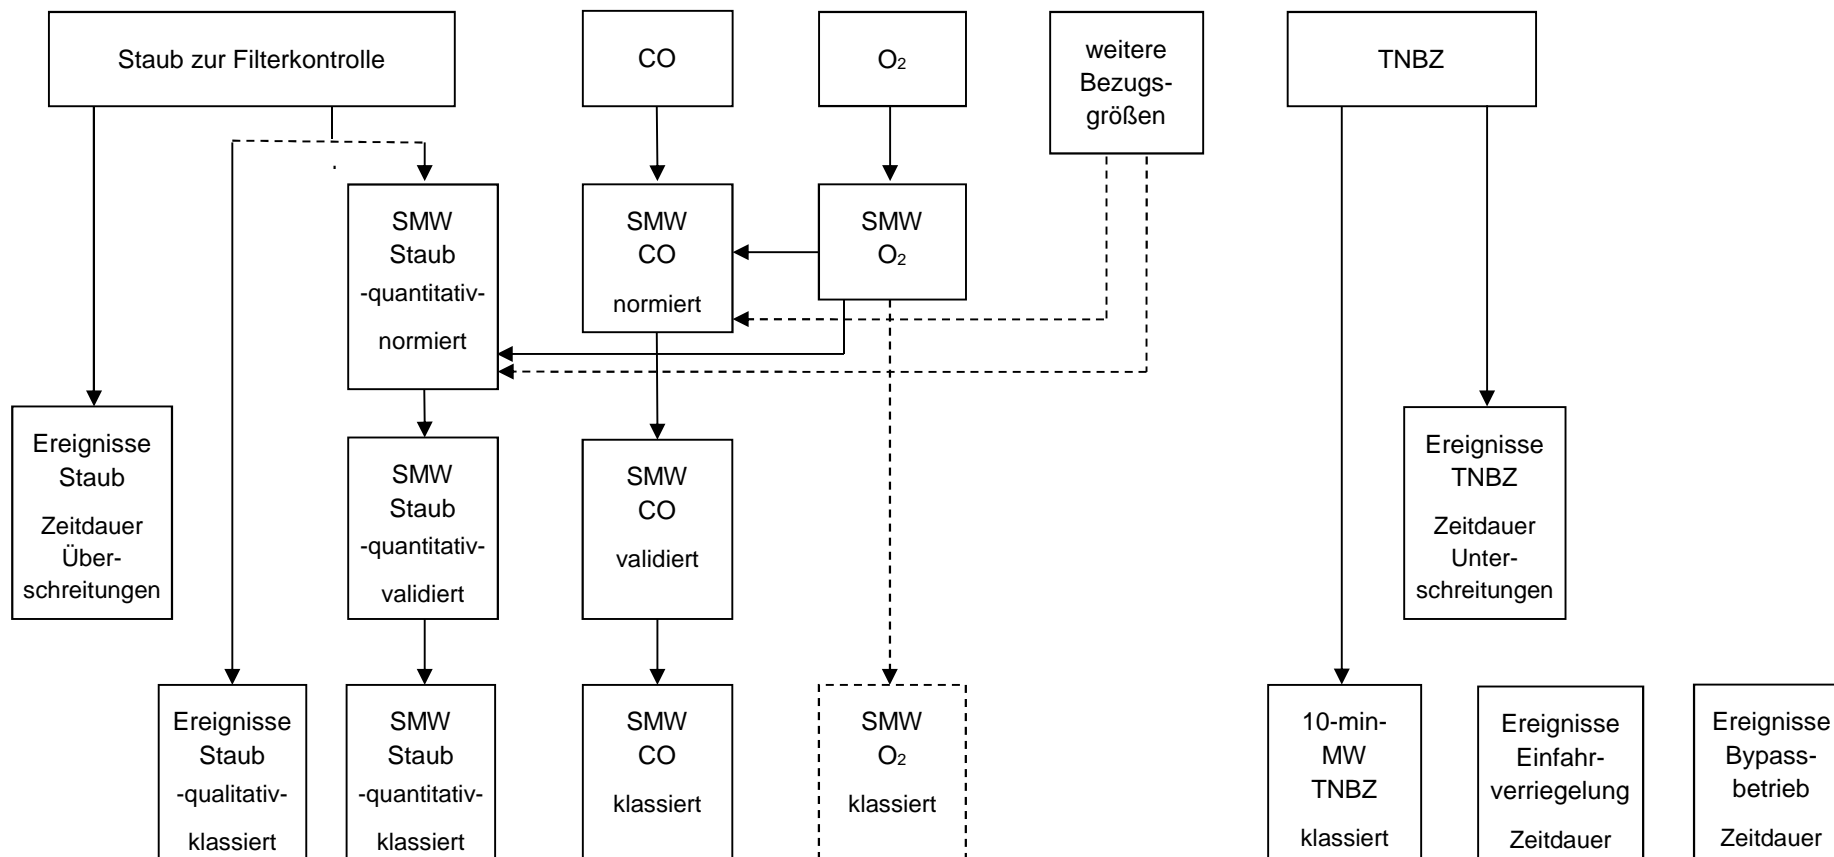 Staub zur Filterkontrolle
CO
O₂
weitere
Bezugs-
größen
TNBZ
SMW
Staub
-quantitativ-
normiert
SMW
CO
normiert
SMW
O₂
Ereignisse
Staub
Zeitdauer
Über-
schreitungen
SMW
Staub
-quantitativ-
validiert
SMW
CO
validiert
Ereignisse
TNBZ
Zeitdauer
Unter-
schreitungen
Ereignisse
Staub
-qualitativ-
klassiert
SMW
Staub
-quantitativ-
klassiert
SMW
CO
klassiert
SMW
O₂
klassiert
10-min-
MW
TNBZ
klassiert
Ereignisse
Einfahr-
verriegelung
Zeitdauer
Ereignisse
Bypass-
betrieb
Zeitdauer